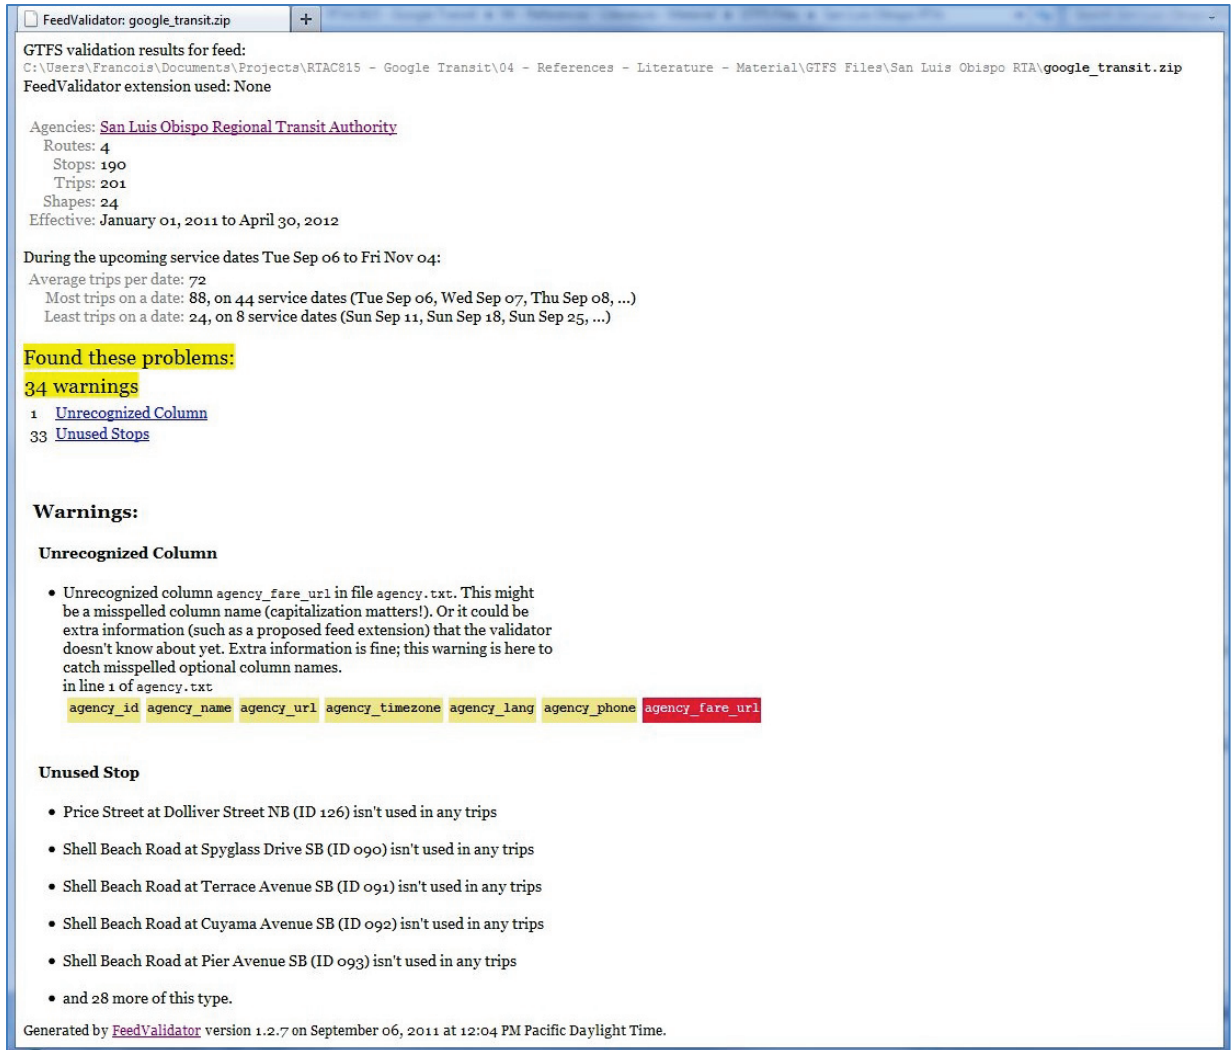 FeedValidator: google_transit.zip
+
GTFS validation results for feed:
C:\Users\Francois\Documents\Projects\RTAC815 - Google Transit\04 - References - Literature - Material\GTFS Files\San Luis Obispo RTA\google_transit.zip
FeedValidator extension used: None
Agencies: San Luis Obispo Regional Transit Authority
Routes: 4
Stops: 190
Trips: 201
Shapes: 24
Effective: January 01, 2011 to April 30, 2012
During the upcoming service dates Tue Sep 06 to Fri Nov 04:
Average trips per date: 72
Most trips on a date: 88, on 44 service dates (Tue Sep 06, Wed Sep 07, Thu Sep 08, ...)
Least trips on a date: 24, on 8 service dates (Sun Sep 11, Sun Sep 18, Sun Sep 25, ...)
Found these problems:
34 warnings
1 Unrecognized Column
33 Unused Stops
Warnings:
Unrecognized Column
• Unrecognized column agency_fare_url in file agency.txt. This might
be a misspelled column name (capitalization matters!). Or it could be
extra information (such as a proposed feed extension) that the validator
doesn't know about yet. Extra information is fine; this warning is here to
catch misspelled optional column names.
in line 1 of agency.txt
agency_id agency_name agency_url agency_timezone agency_lang agency_phone agency_fare_url
Unused Stop
• Price Street at Dolliver Street NB (ID 126) isn't used in any trips
• Shell Beach Road at Spyglass Drive SB (ID 090) isn't used in any trips
• Shell Beach Road at Terrace Avenue SB (ID 091) isn't used in any trips
• Shell Beach Road at Cuyama Avenue SB (ID 092) isn't used in any trips
• Shell Beach Road at Pier Avenue SB (ID 093) isn't used in any trips
• and 28 more of this type.
Generated by FeedValidator version 1.2.7 on September 06, 2011 at 12:04 PM Pacific Daylight Time.